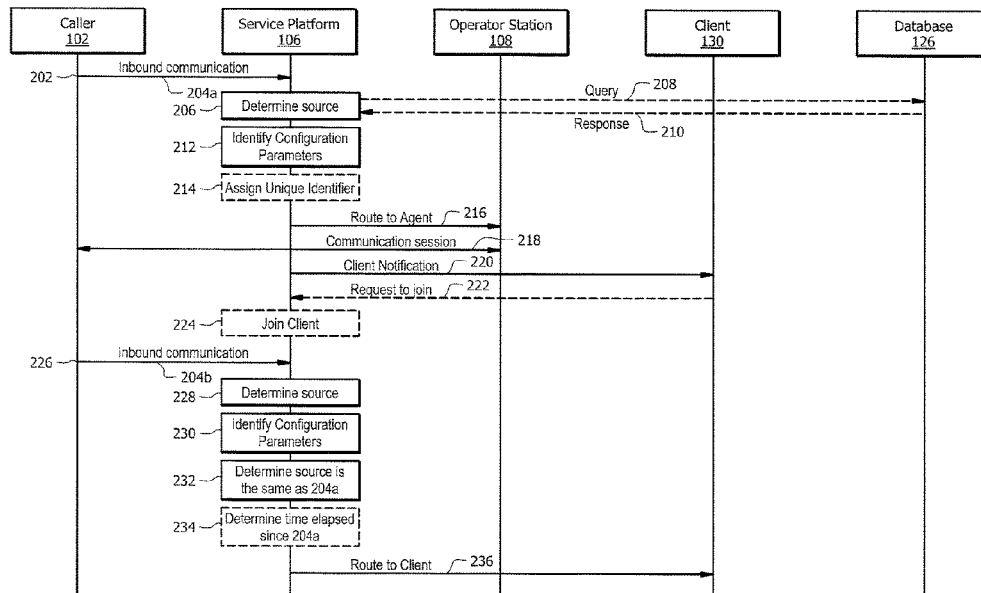 Caller
102
Service Platform
106
Operator Station
108
Client
130
Database
126
202
Inbound communication
204a
206
Determine source
Query
208
Response
210
212
Identify Configuration
Parameters
214
Assign Unique Identifier
Route to Agent
216
Communication session
218
Client Notification
220
Request to join
222
224
Join Client
226
Inbound communication
204b
228
Determine source
230
Identify Configuration
Parameters
232
Determine source is
the same as 204a
234
Determine time elapsed
since 204a
Route to Client
236